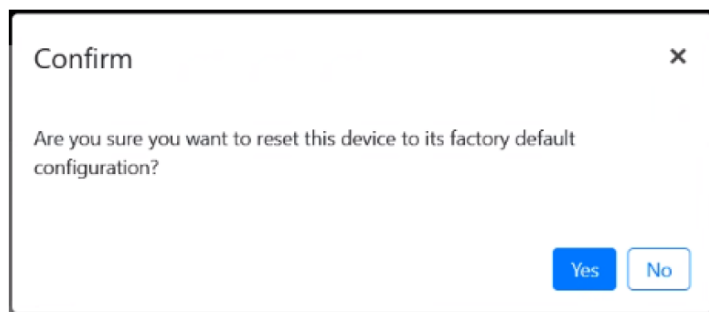 Confirm
×
Are you sure you want to reset this device to its factory default
configuration?
Yes
No